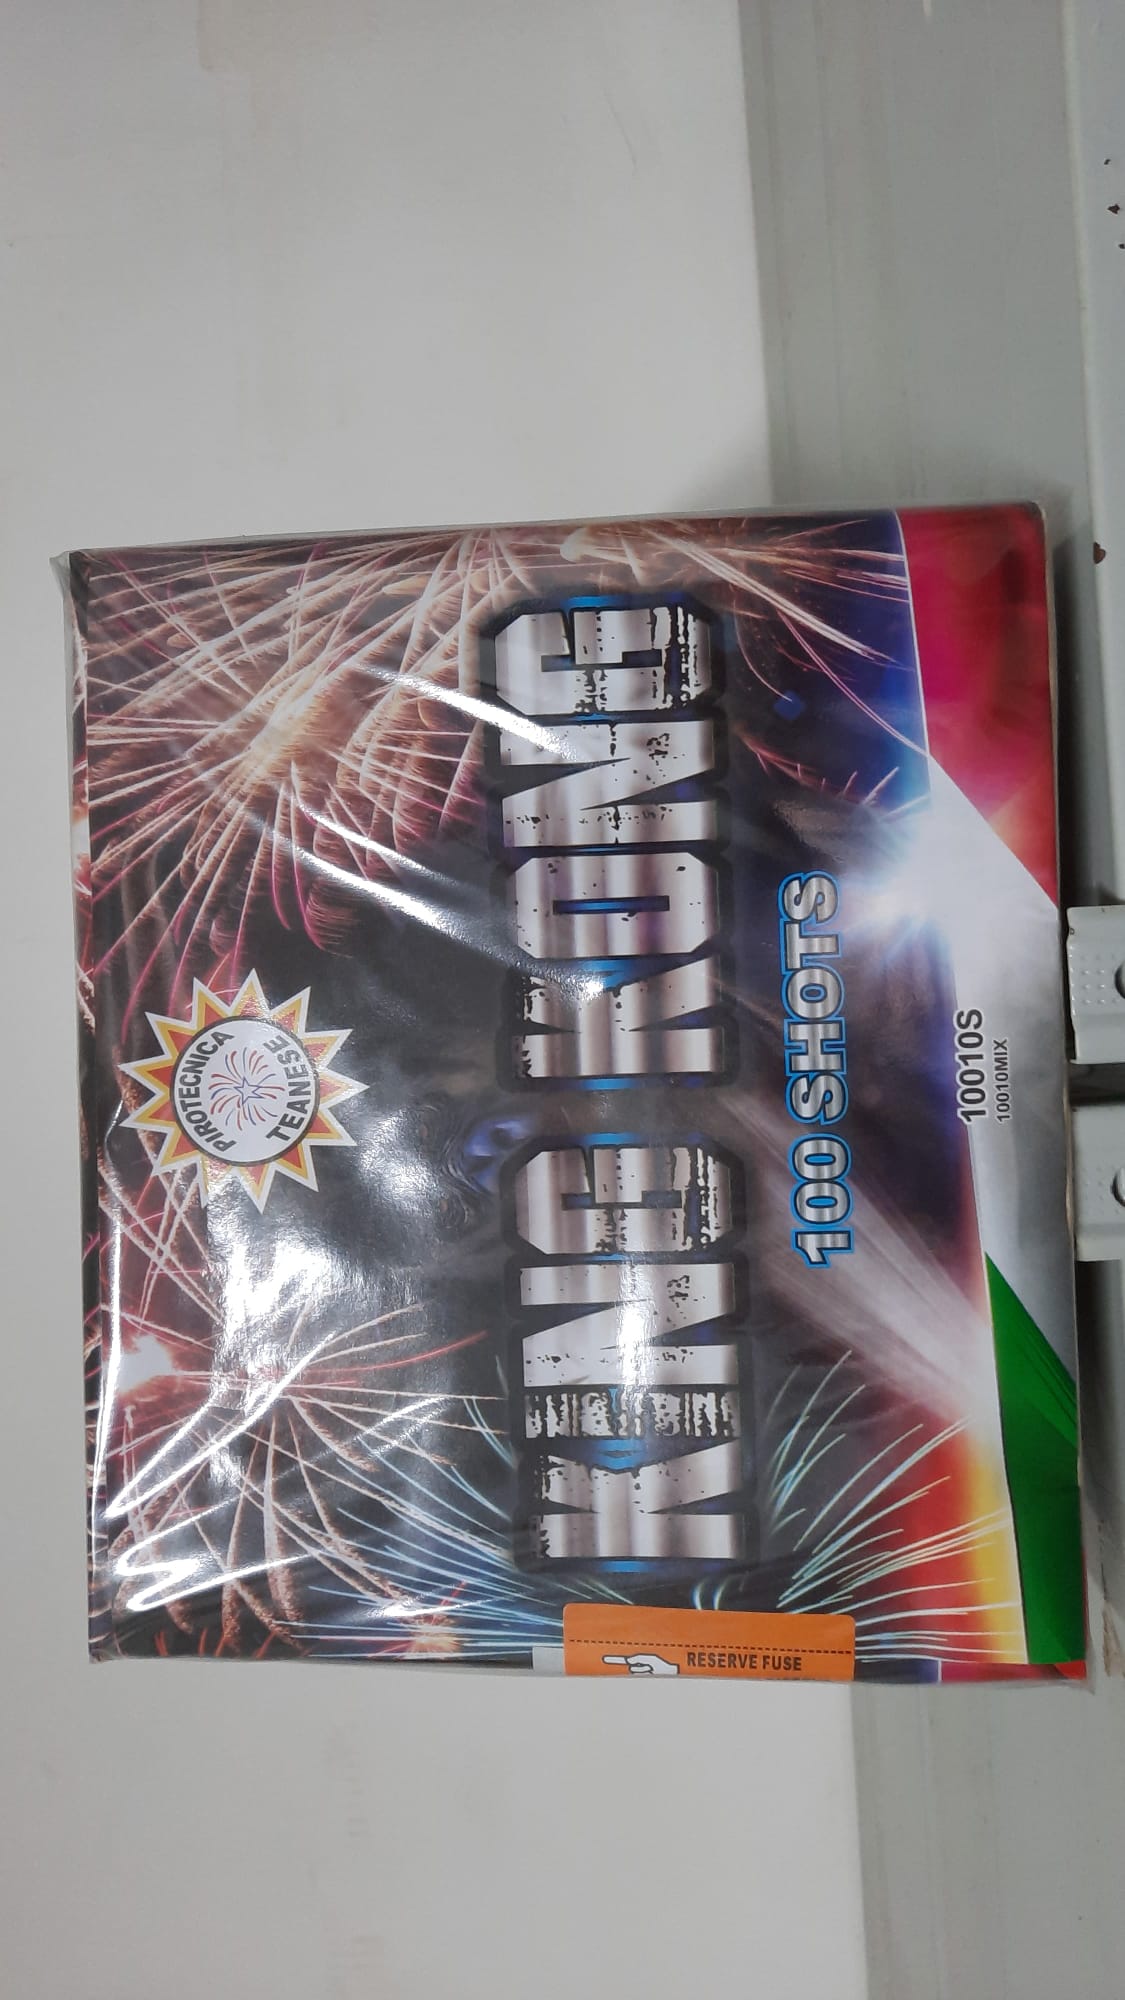 PIROTECNICA
TEANESE
KING KONG
100 SHOTS
10010S
10010MIX
RESERVE FUSE